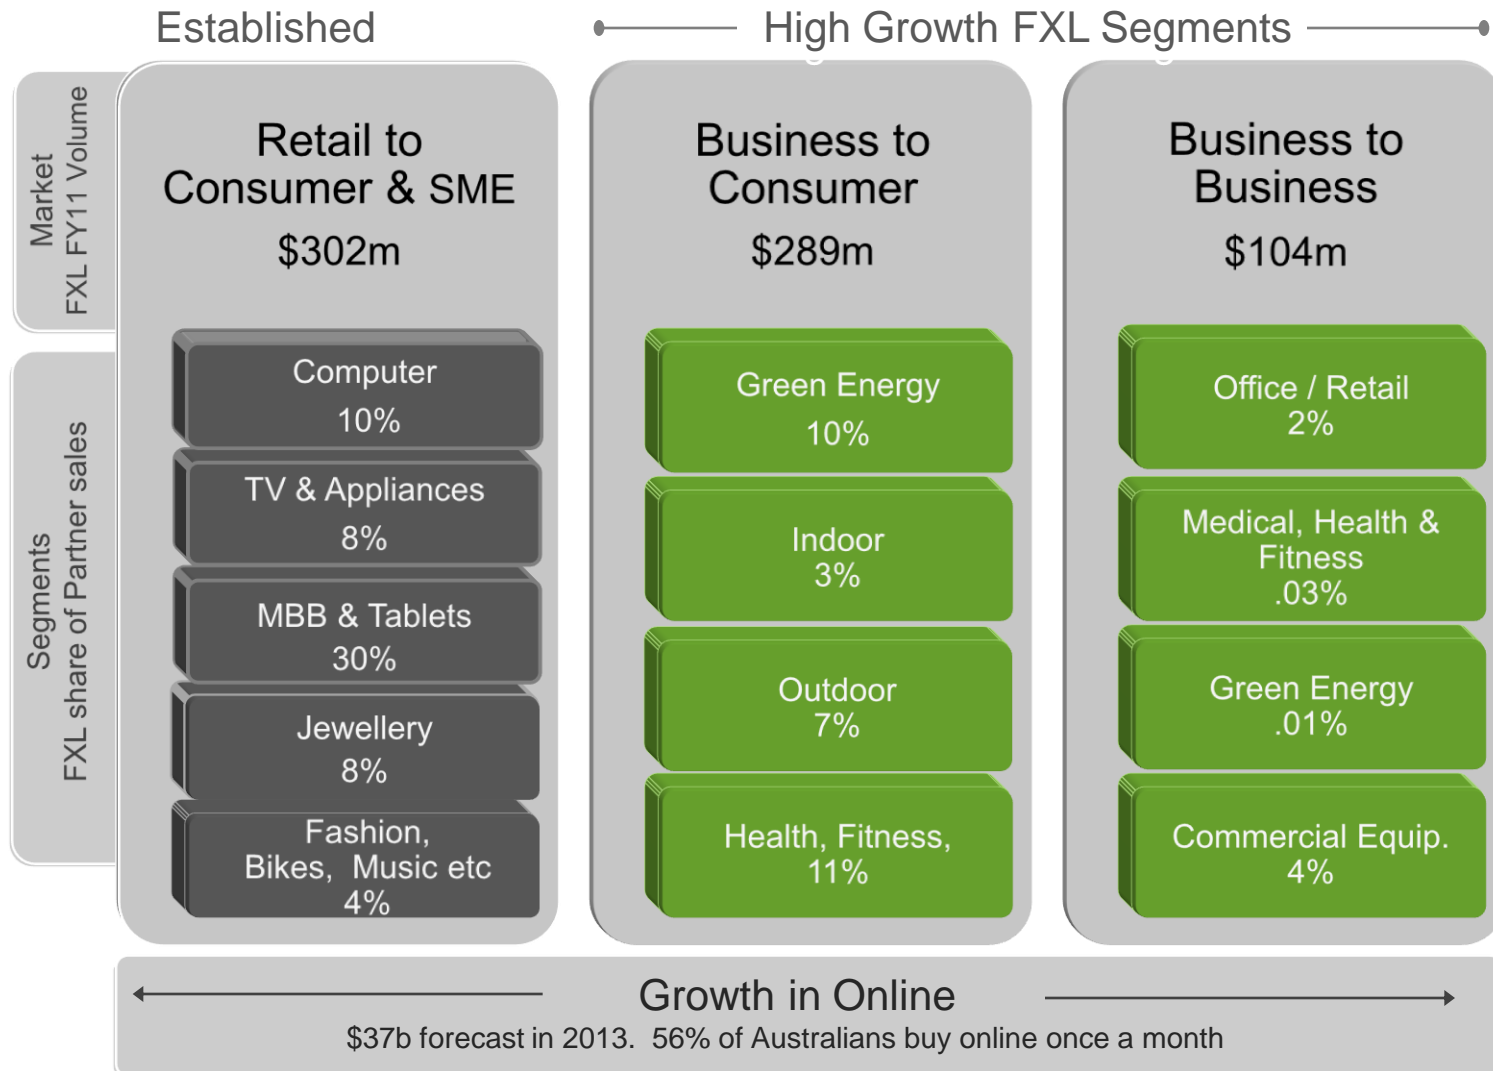 Established
High Growth FXL Segments
Market
FXL FY11 Volume
Retail to
Consumer & SME
$302m
Business to
Consumer
$289m
Business to
Business
$104m
Segments
FXL share of Partner sales
Computer
10%
TV & Appliances
8%
MBB & Tablets
30%
Jewellery
8%
Fashion,
Bikes,  Music etc
4%
Green Energy
10%
Indoor
3%
Outdoor
7%
Health, Fitness,
11%
Office / Retail
2%
Medical, Health &
Fitness
.03%
Green Energy
.01%
Commercial Equip.
4%
Growth in Online
$37b forecast in 2013.  56% of Australians buy online once a month